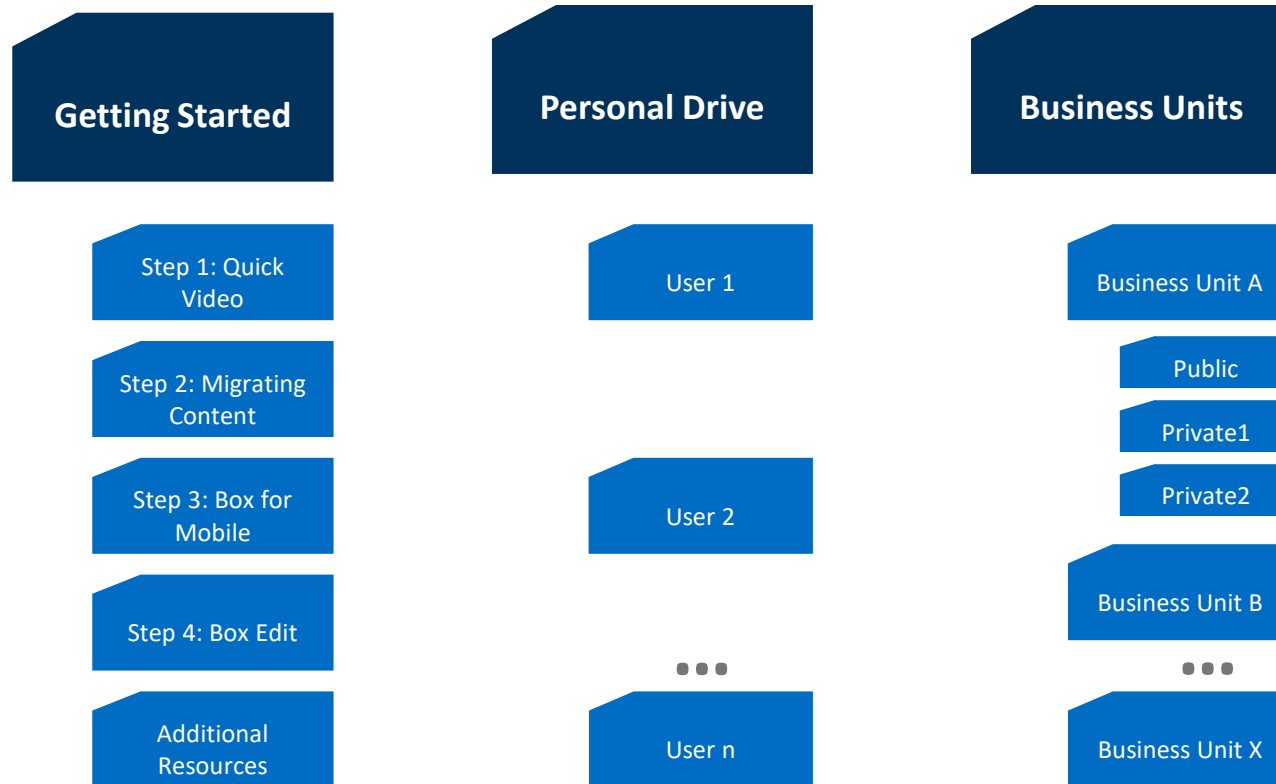 Getting Started
Step 1: Quick
Video
Step 2: Migrating
Content
Step 3: Box for
Mobile
Step 4: Box Edit
Additional
Resources
Personal Drive
User 1
User 2
...
User n
Business Units
Business Unit A
Public
Private1
Private2
Business Unit B
...
Business Unit X